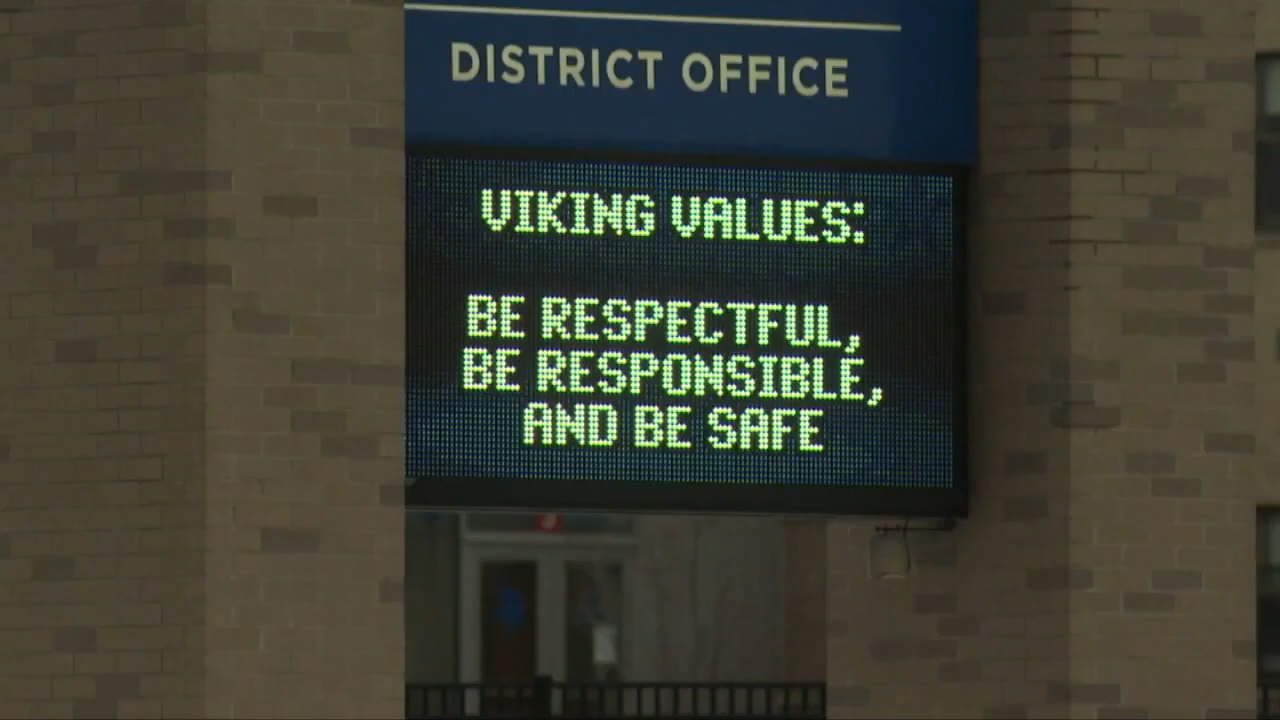 DISTRICT OFFICE
VIKING VALUES:
BE RESPECTFUL,
BE RESPONSIBLE,
AND BE SAFE